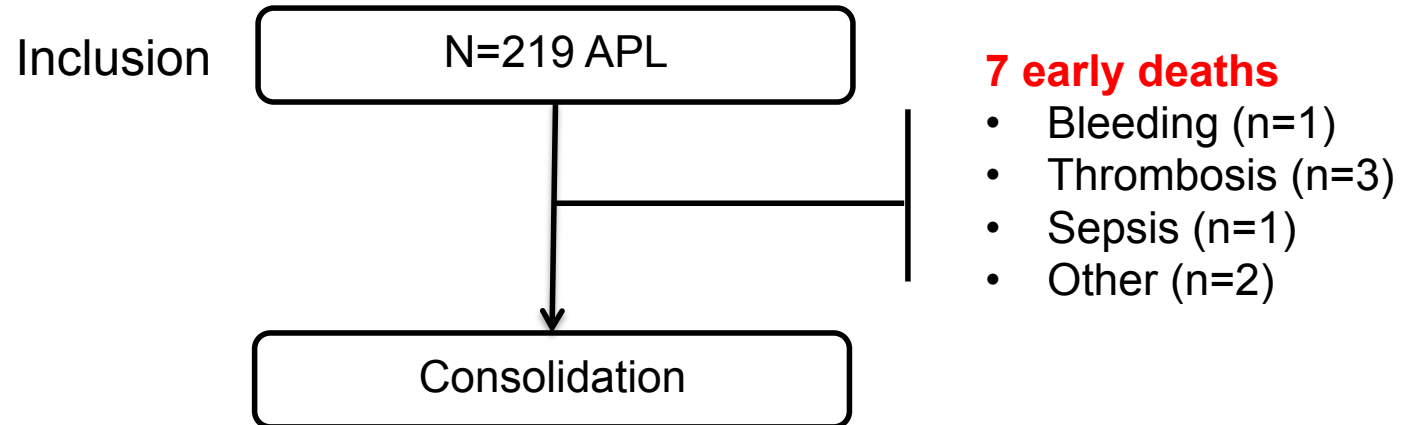 Inclusion
N=219 APL
7 early deaths
• Bleeding (n=1)
• Thrombosis (n=3)
• Sepsis (n=1)
• Other (n=2)
Consolidation